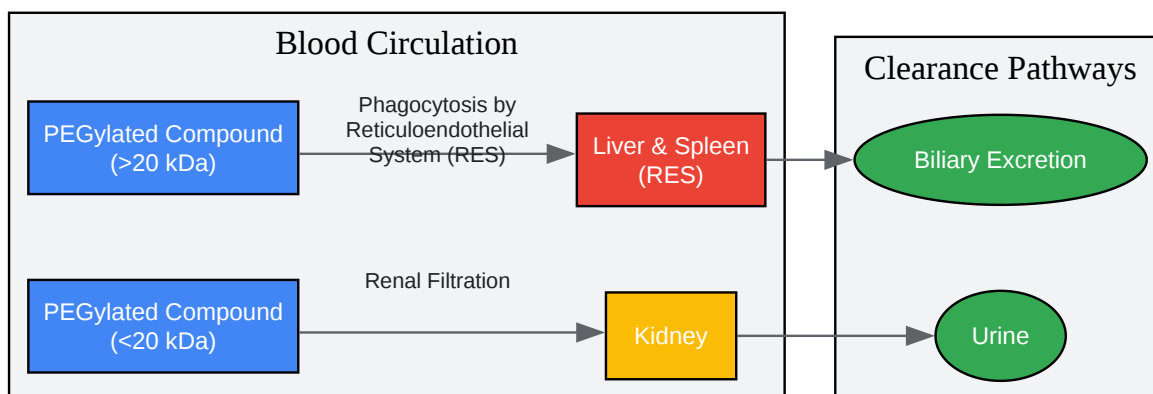 Blood Circulation
Clearance Pathways
PEGylated Compound
(>20 kDa)
Phagocytosis by
Reticuloendothelial
System (RES)
Liver & Spleen
(RES)
Biliary Excretion
PEGylated Compound
(<20 kDa)
Renal Filtration
Kidney
Urine